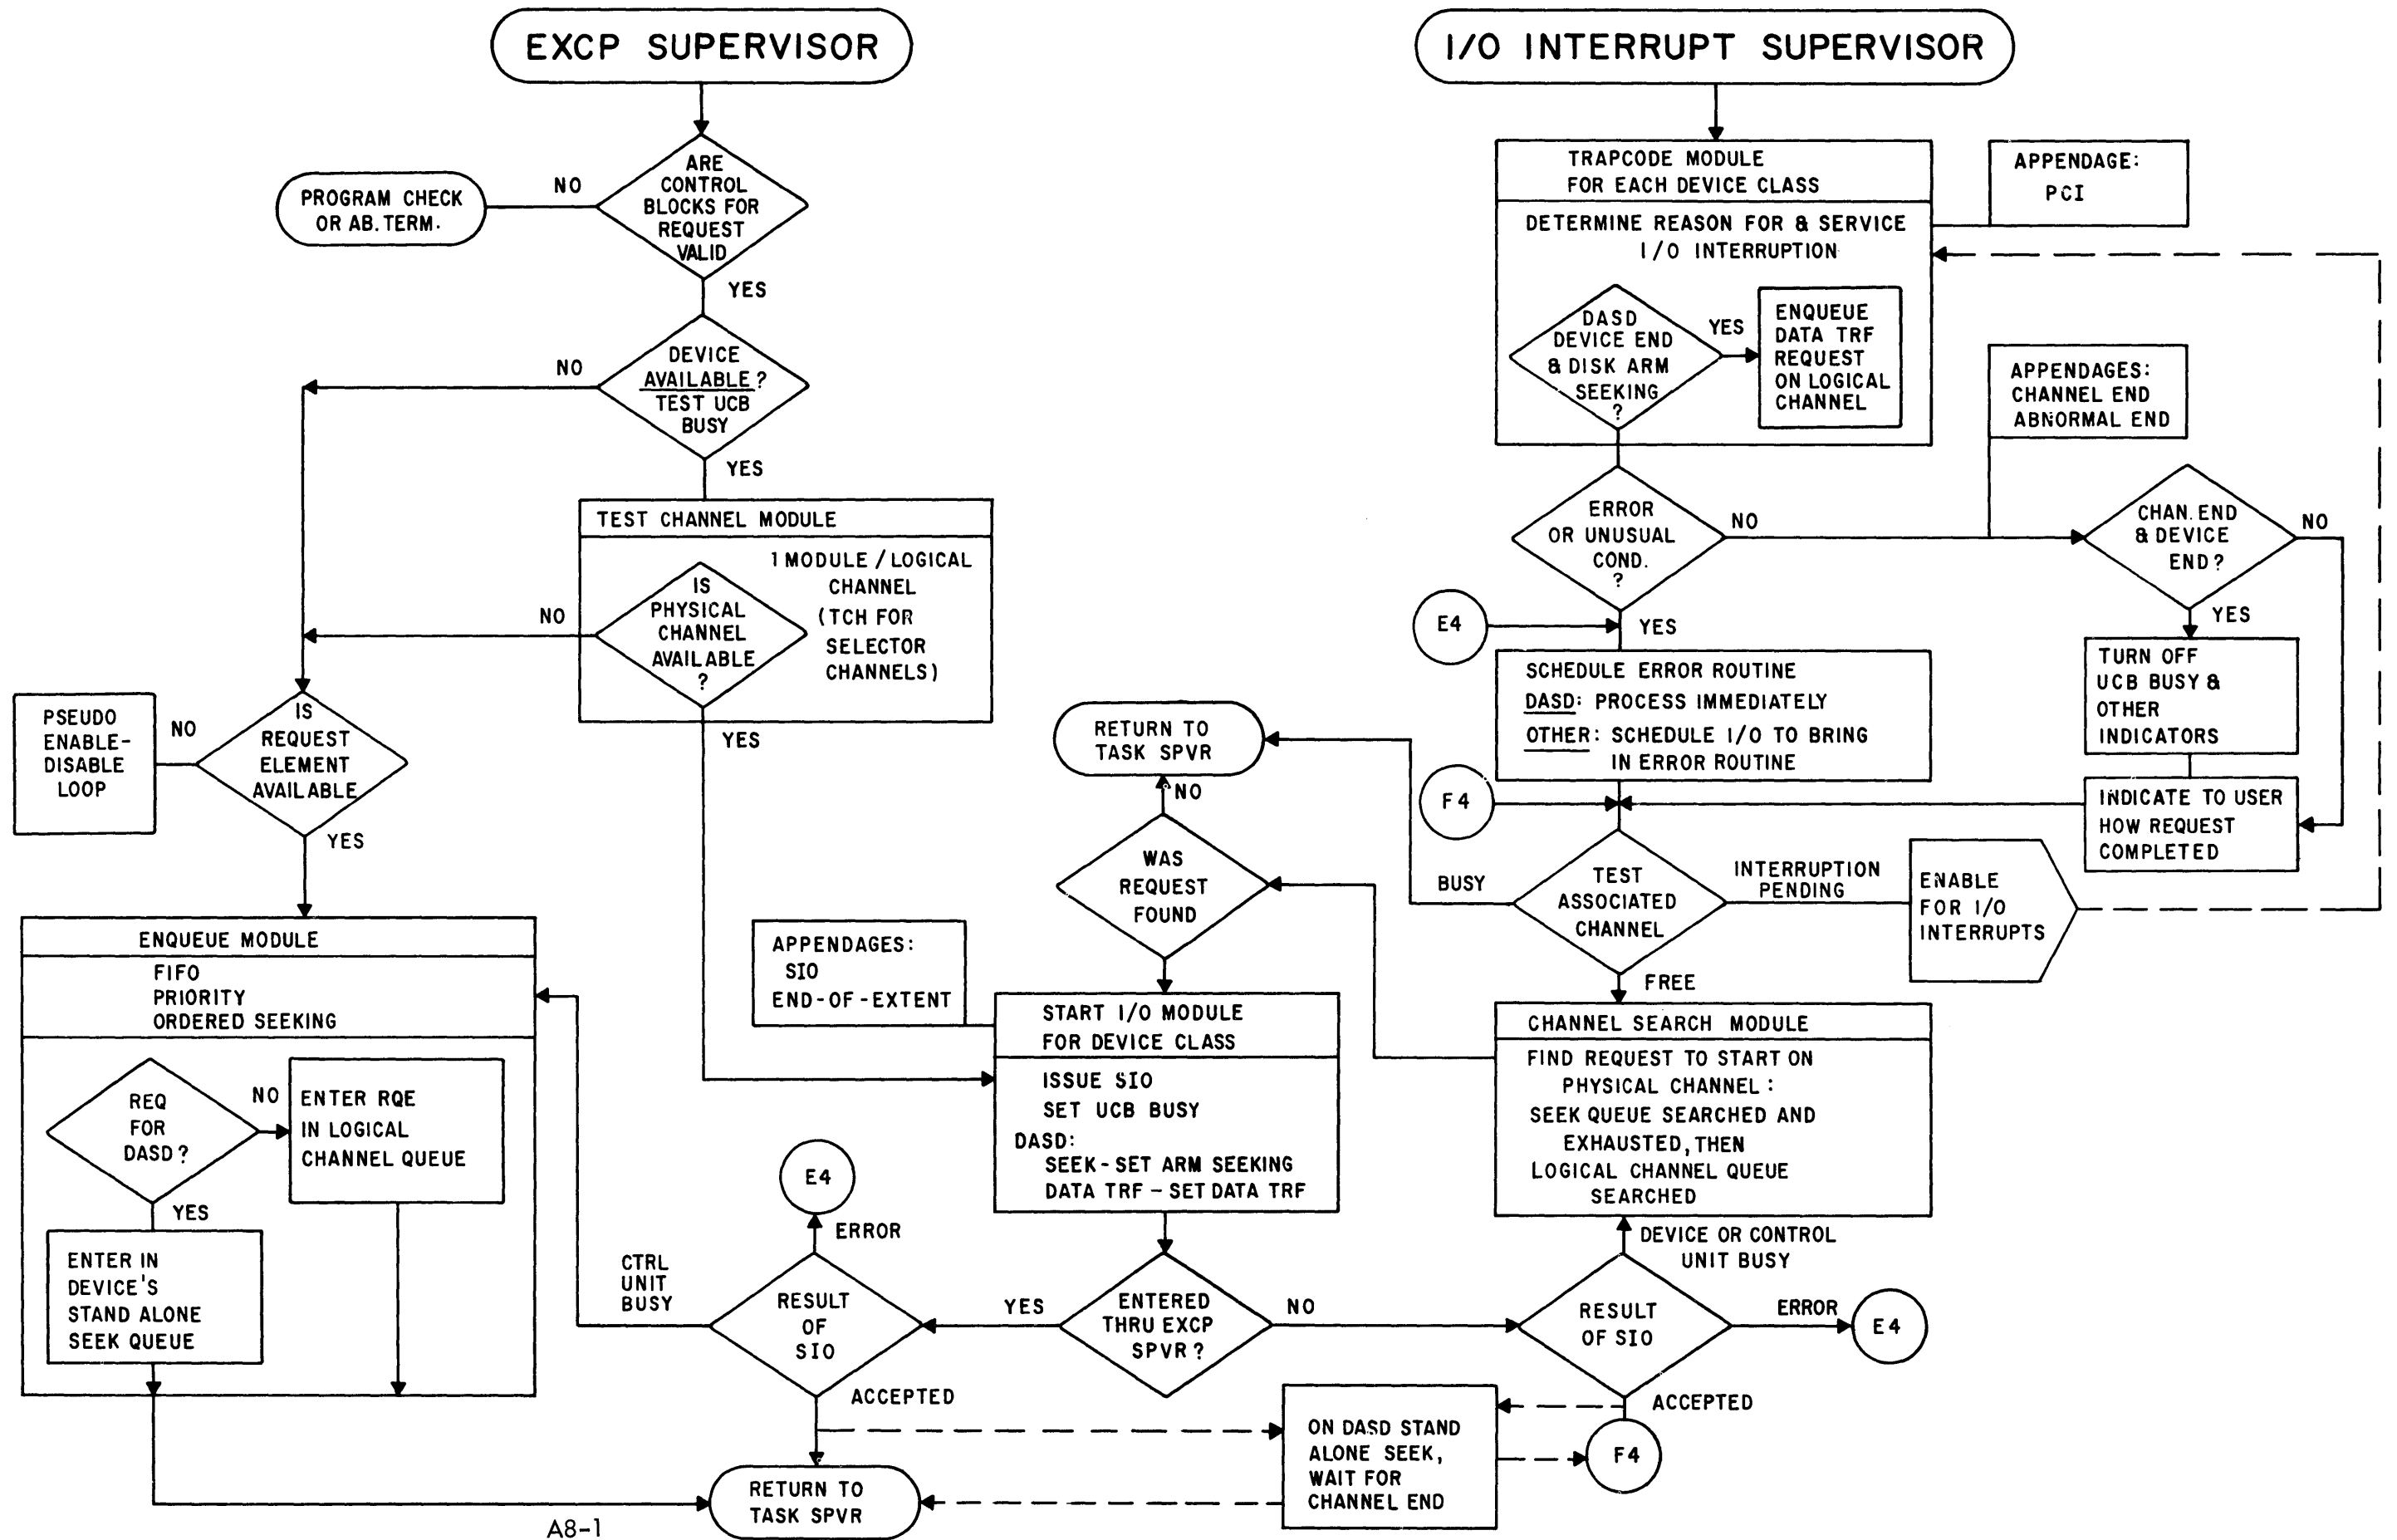 EXCP SUPERVISOR
ARE
CONTROL
BLOCKS FOR
REQUEST
VALID
NO
PROGRAM CHECK
OR AB. TERM.
YES
DEVICE
AVAILABLE?
TEST UCB
BUSY
NO
YES
TEST CHANNEL MODULE
1 MODULE / LOGICAL
CHANNEL
(TCH FOR
SELECTOR
CHANNELS)
IS
PHYSICAL
CHANNEL
AVAILABLE
?
NO
YES
IS
REQUEST
ELEMENT
AVAILABLE
NO
PSEUDO
ENABLE-
DISABLE
LOOP
YES
ENQUEUE MODULE
FIFO
PRIORITY
ORDERED SEEKING
REQ
FOR
DASD?
NO
ENTER RQE
IN LOGICAL
CHANNEL QUEUE
YES
ENTER IN
DEVICE'S
STAND ALONE
SEEK QUEUE
RETURN TO
TASK SPVR
NO
WAS
REQUEST
FOUND
APPENDAGES:
SIO
END-OF-EXTENT
START I/O MODULE
FOR DEVICE CLASS
ISSUE SIO
SET UCB BUSY
DASD:
SEEK - SET ARM SEEKING
DATA TRF - SET DATA TRF
ENTERED
THRU EXCP
SPVR?
YES
NO
RESULT
OF
SIO
E4
ERROR
CTRL
UNIT
BUSY
ACCEPTED
RETURN TO
TASK SPVR
ON DASD STAND
ALONE SEEK,
WAIT FOR
CHANNEL END
I/O INTERRUPT SUPERVISOR
TRAPCODE MODULE
FOR EACH DEVICE CLASS
DETERMINE REASON FOR & SERVICE
I/O INTERRUPTION
APPENDAGE:
PCI
DASD
DEVICE END
& DISK ARM
SEEKING
?
YES
ENQUEUE
DATA TRF
REQUEST
ON LOGICAL
CHANNEL
APPENDAGES:
CHANNEL END
ABNORMAL END
ERROR
OR UNUSUAL
COND.
?
NO
CHAN. END
& DEVICE
END?
NO
YES
TURN OFF
UCB BUSY &
OTHER
INDICATORS
INDICATE TO USER
HOW REQUEST
COMPLETED
E4
YES
SCHEDULE ERROR ROUTINE
DASD: PROCESS IMMEDIATELY
OTHER: SCHEDULE I/O TO BRING
IN ERROR ROUTINE
F4
TEST
ASSOCIATED
CHANNEL
BUSY
INTERRUPTION
PENDING
ENABLE
FOR I/O
INTERRUPTS
FREE
CHANNEL SEARCH MODULE
FIND REQUEST TO START ON
PHYSICAL CHANNEL:
SEEK QUEUE SEARCHED AND
EXHAUSTED, THEN
LOGICAL CHANNEL QUEUE
SEARCHED
DEVICE OR CONTROL
UNIT BUSY
RESULT
OF SIO
ERROR
E4
ACCEPTED
F4
A8-1